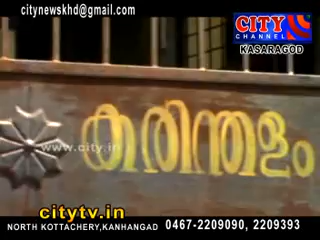 citynewskhd@gmail.com
CITY
CHANNEL
KASARAGOD
www.city.in
കരിന്തളം
citytv.in
NORTH KOTTACHERY,KANHANGAD 0467-2209090, 2209393